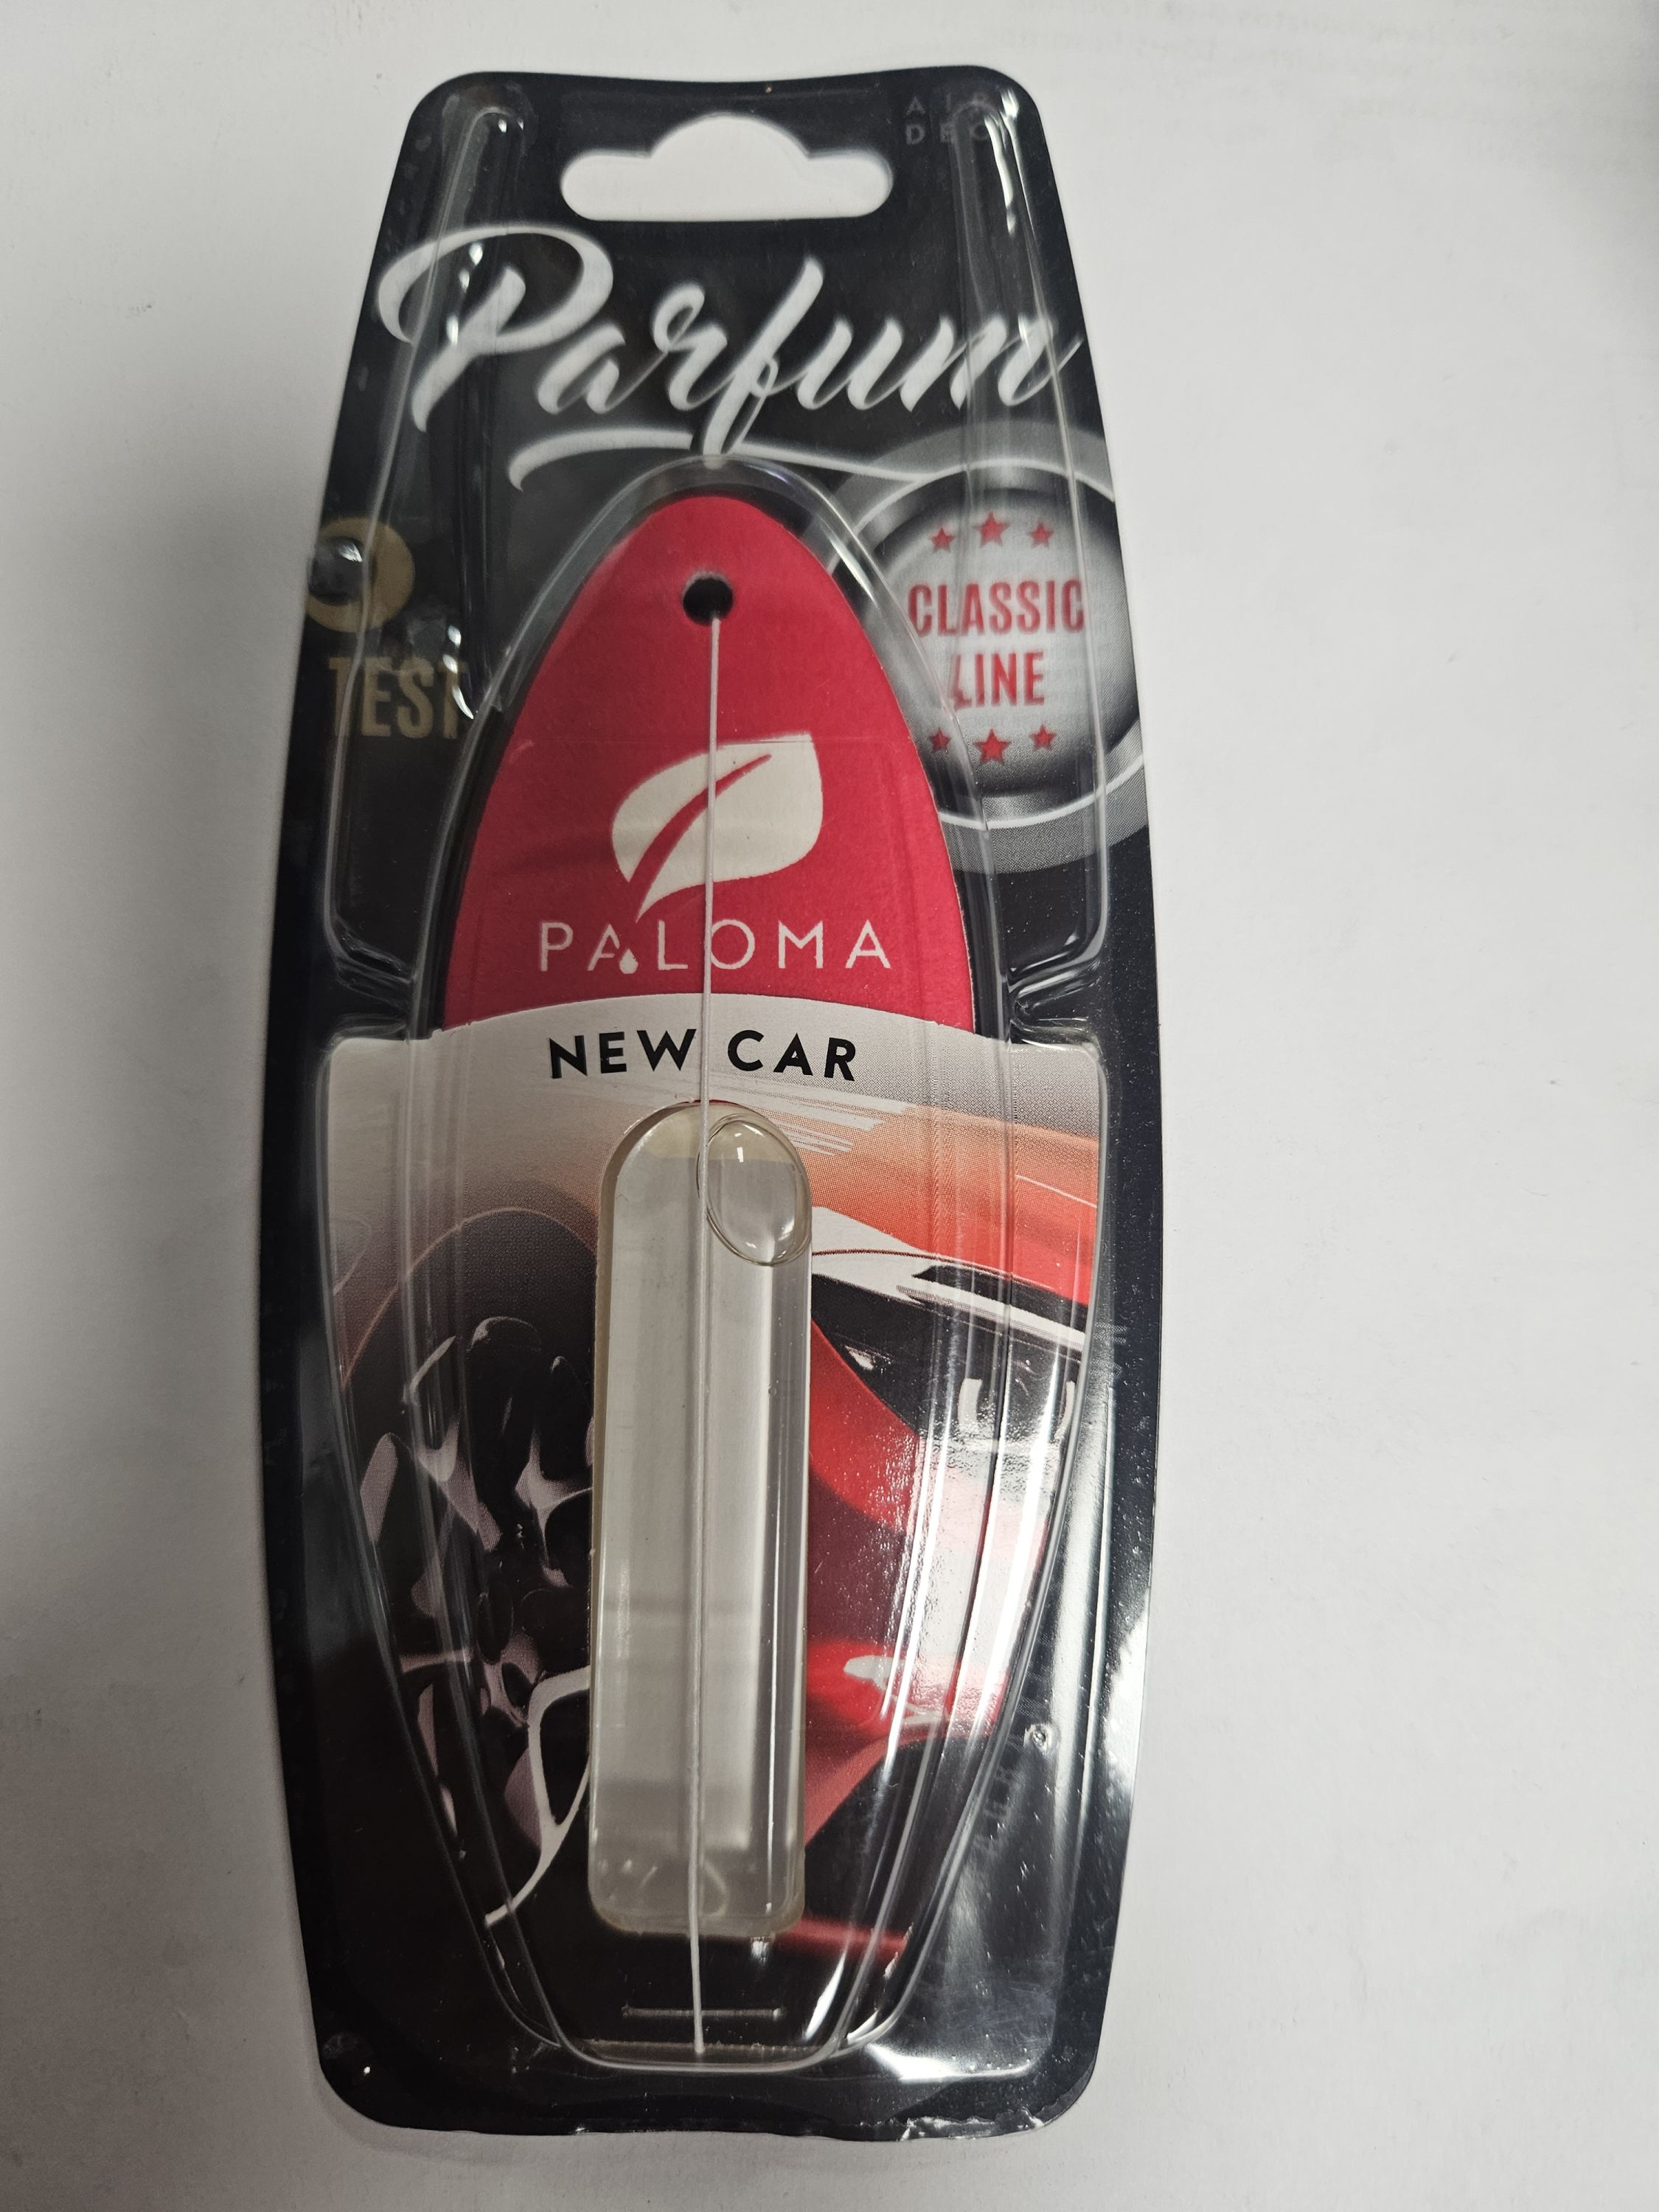 Parfum
CLASSIC
LINE
TEST
PALOMA
NEW CAR